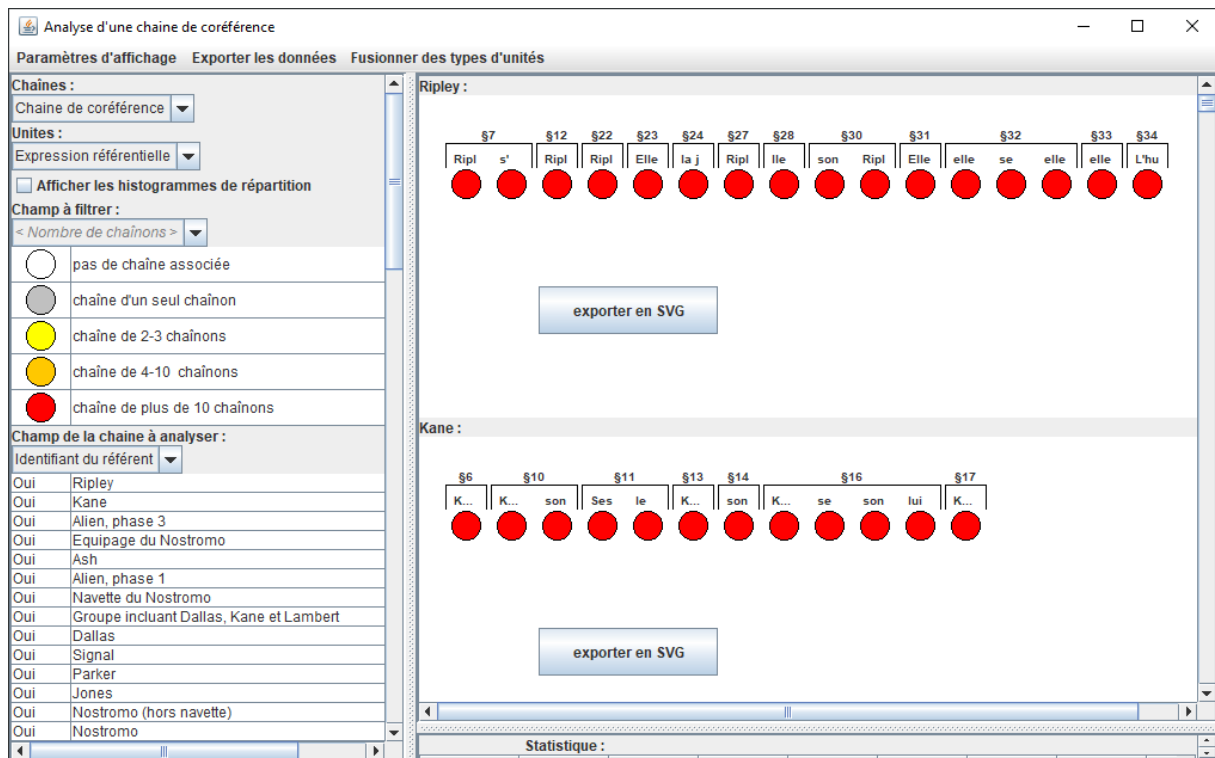 Analyse d'une chaine de coréférence
Paramètres d'affichage Exporter les données Fusionner des types d'unités
Chaînes :
Chaine de coréférence
Unites :
Expression référentielle
Afficher les histogrammes de répartition
Champ à filtrer :
< Nombre de chaînons >
pas de chaîne associée
chaîne d'un seul chaînon
chaîne de 2-3 chaînons
chaîne de 4-10 chaînons
chaîne de plus de 10 chaînons
Champ de la chaine à analyser :
Identifiant du référent
Oui Ripley
Oui Kane
Oui Alien, phase 3
Oui Equipage du Nostromo
Oui Ash
Oui Alien, phase 1
Oui Navette du Nostromo
Oui Groupe incluant Dallas, Kane et Lambert
Oui Dallas
Oui Signal
Oui Parker
Oui Jones
Oui Nostromo (hors navette)
Oui Nostromo
Ripley :
§7 §12 §22 §23 §24 §27 §28 §30 §31 §32 §33 §34
Ripl s' Ripl Ripl Elle la j Ripl lle son Ripl Elle elle se elle elle L'hu
exporter en SVG
Kane :
§6 §10 §11 §13 §14 §16 §17
K... K... son Ses le K... son K... se son lui K...
exporter en SVG
Statistique :